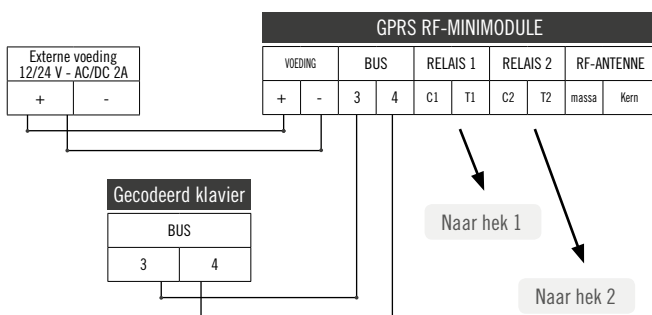 GPRS RF-MINIMODULE
Externe voeding
12/24 V - AC/DC 2A
+ -
VOEDING BUS RELAIS 1 RELAIS 2 RF-ANTENNE
+ - 3 4 C1 T1 C2 T2 massa Kern
Gecodeerd klavier
BUS
3 4
Naar hek 1
Naar hek 2